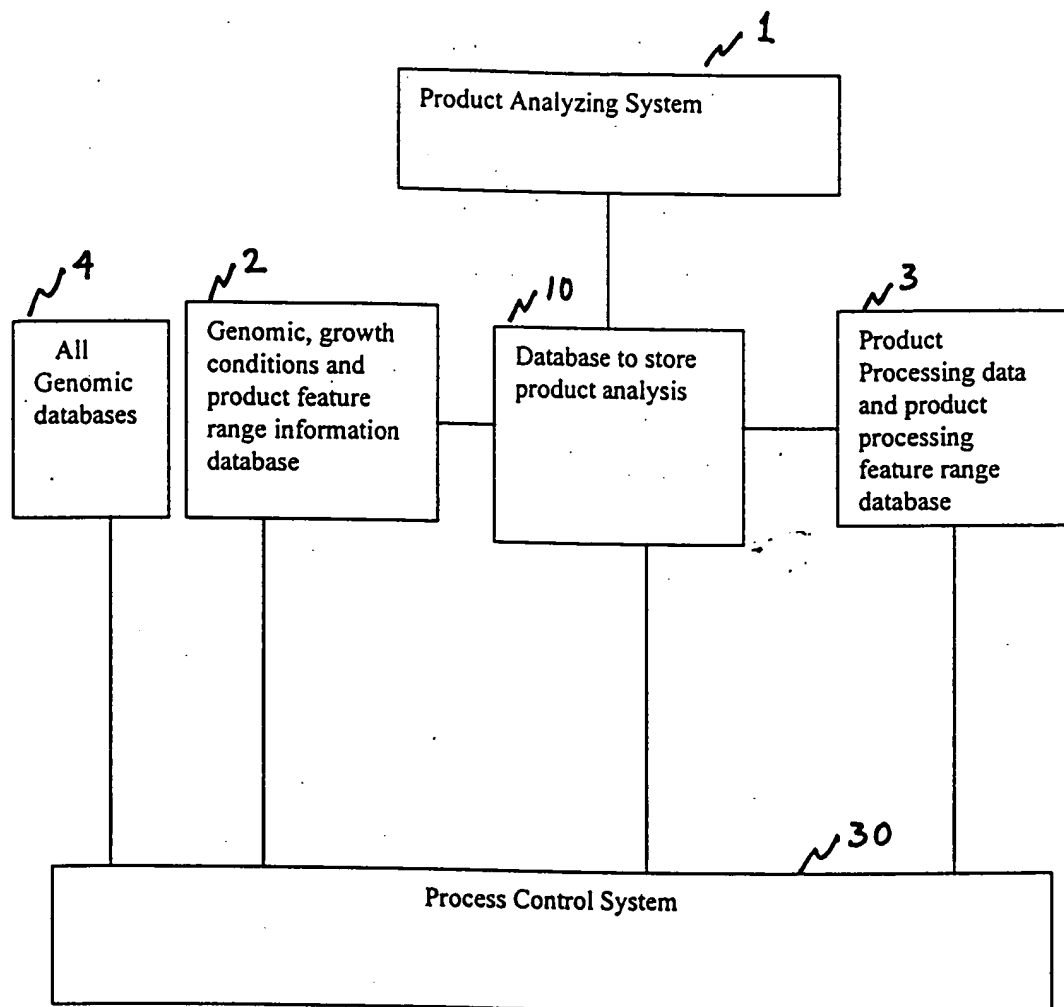 1
Product Analyzing System
4
2
10
3
All
Genomic
databases
Genomic, growth
conditions and
product feature
range information
database
Database to store
product analysis
Product
Processing data
and product
processing
feature range
database
30
Process Control System